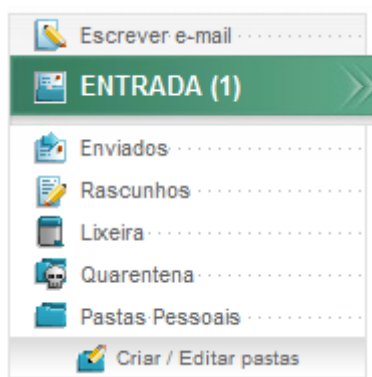 Escrever e-mail
ENTRADA (1)
Enviados
Rascunhos
Lixeira
Quarentena
Pastas Pessoais
Criar / Editar pastas